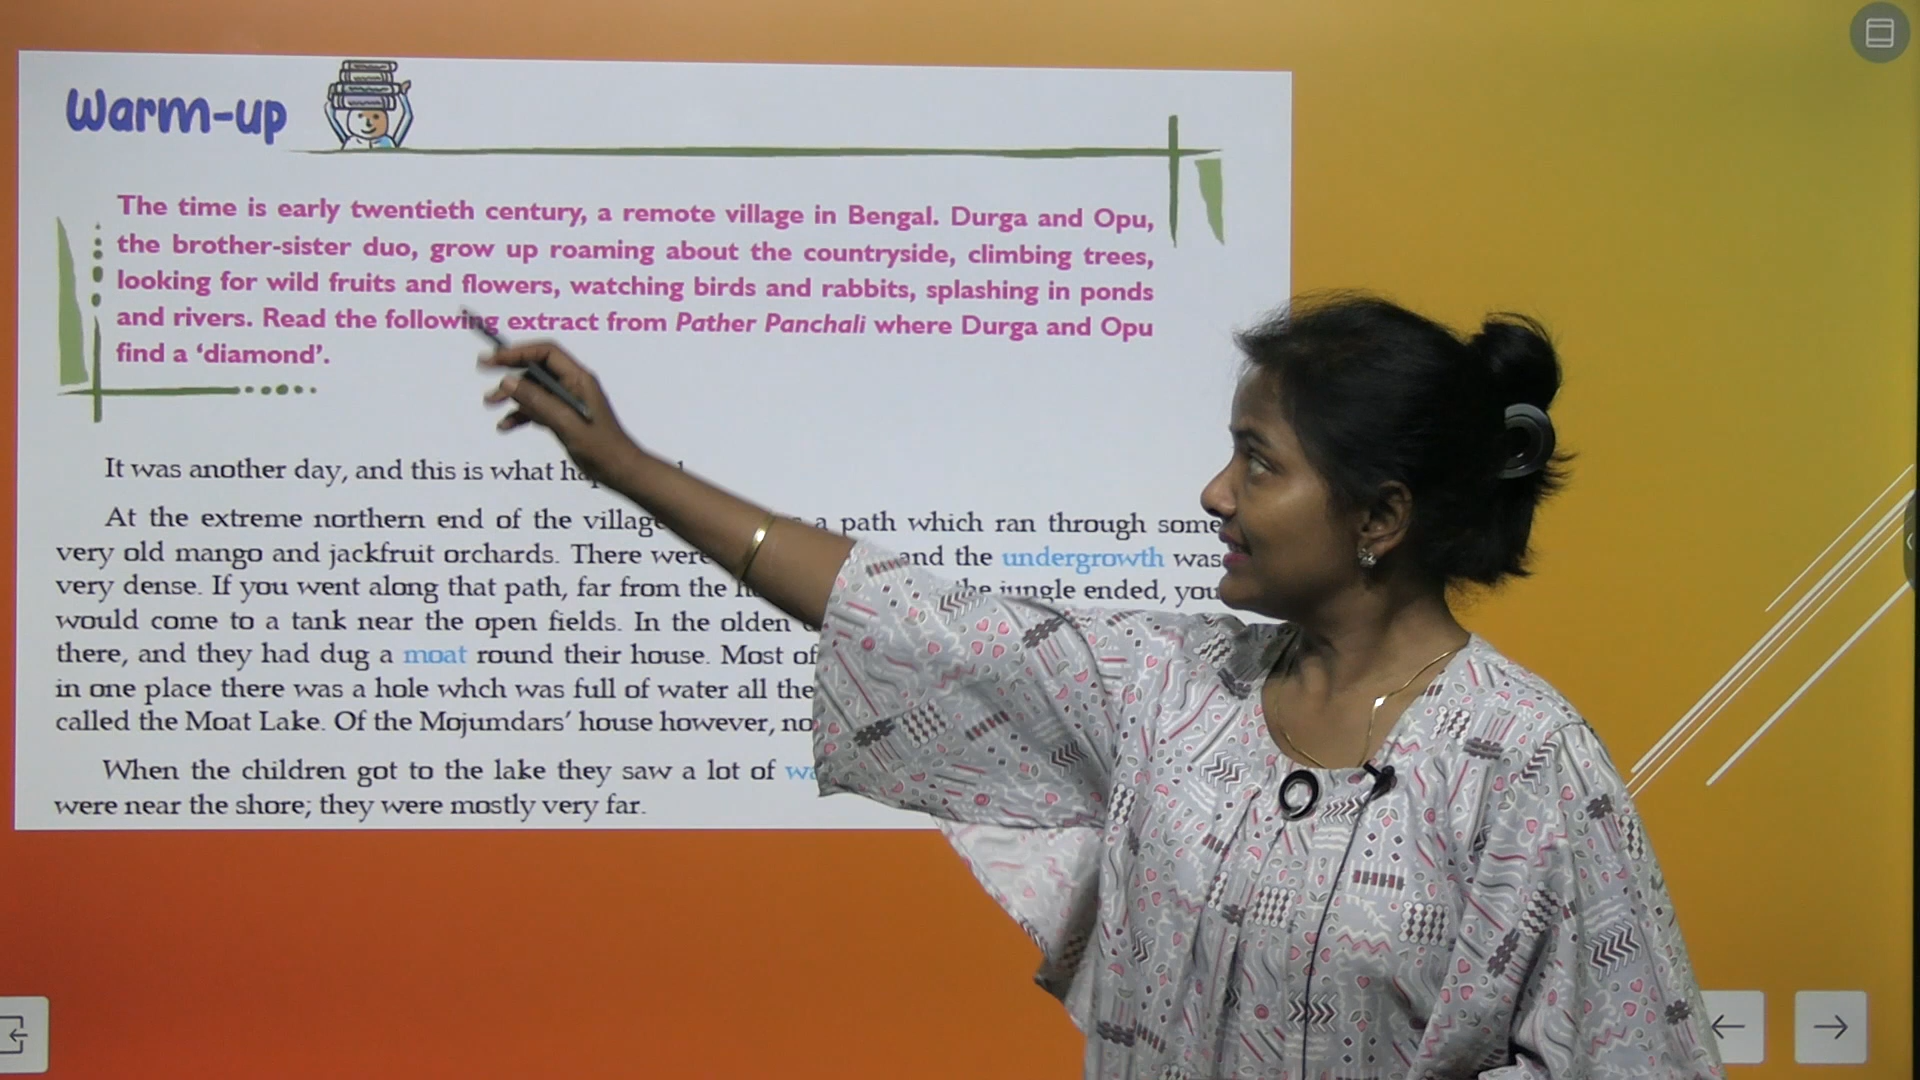 Warm-up
The time is early twentieth century, a remote village in Bengal. Durga and Opu,
the brother-sister duo, grow up roaming about the countryside, climbing trees,
looking for wild fruits and flowers, watching birds and rabbits, splashing in ponds
and rivers. Read the following extract from Pather Panchali where Durga and Opu
find a ‘diamond’.
It was another day, and this is what
At the extreme northern end of the village a path which ran through some
very old mango and jackfruit orchards. There were and the undergrowth was
very dense. If you went along that path, far from the the jungle ended, you
would come to a tank near the open fields. In the olden
there, and they had dug a moat round their house. Most of
in one place there was a hole whch was full of water all the
called the Moat Lake. Of the Mojumdars’ house however, no
When the children got to the lake they saw a lot of
were near the shore; they were mostly very far.